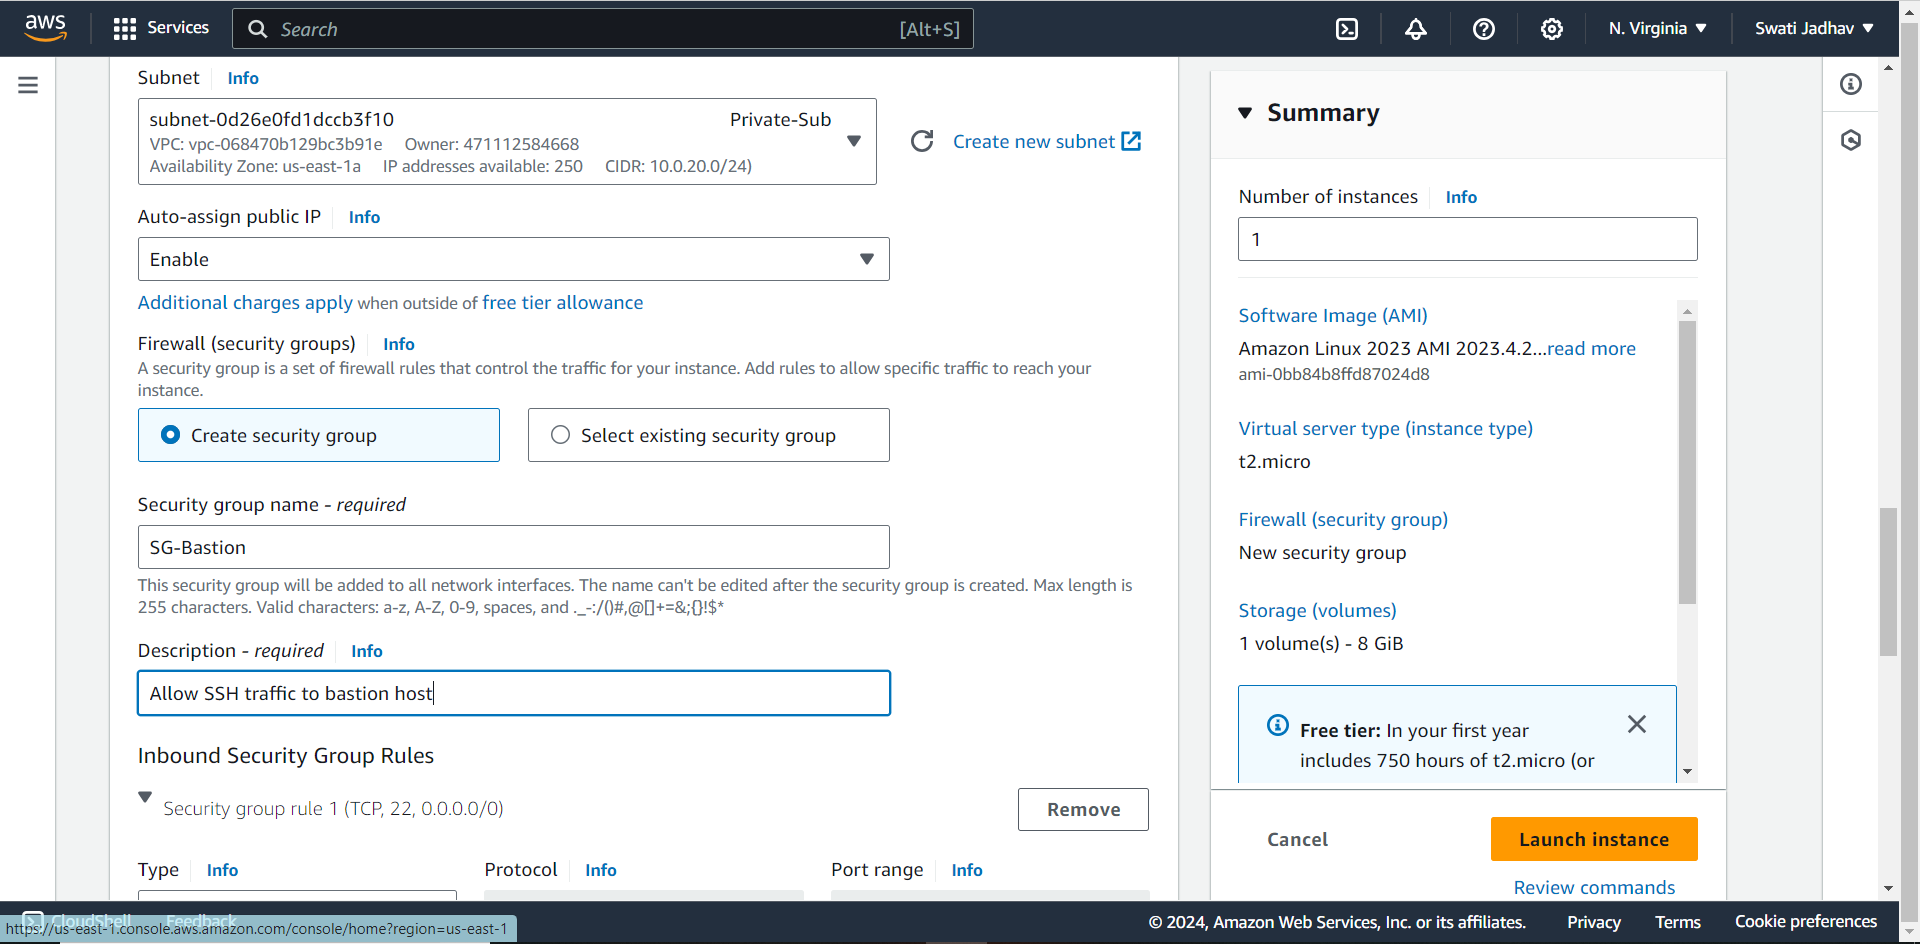 aws
Services
Search
[Alt+S]
N. Virginia
Swati Jadhav
Subnet Info
subnet-0d26e0fd1dccb3f10 Private-Sub
VPC: vpc-068470b129bc3b91e Owner: 471112584668
Availability Zone: us-east-1a IP addresses available: 250 CIDR: 10.0.20.0/24)
Create new subnet
Auto-assign public IP Info
Enable
Additional charges apply when outside of free tier allowance
Firewall (security groups) Info
A security group is a set of firewall rules that control the traffic for your instance. Add rules to allow specific traffic to reach your
instance.
Create security group
Select existing security group
Security group name - required
SG-Bastion
This security group will be added to all network interfaces. The name can't be edited after the security group is created. Max length is
255 characters. Valid characters: a-z, A-Z, 0-9, spaces, and ._-:/()#,@[]+=&;{}!$*
Description - required Info
Allow SSH traffic to bastion host
Inbound Security Group Rules
Security group rule 1 (TCP, 22, 0.0.0.0/0)
Remove
Type Info
Protocol Info
Port range Info
Summary
Number of instances Info
1
Software Image (AMI)
Amazon Linux 2023 AMI 2023.4.2...read more
ami-0bb84b8ffd87024d8
Virtual server type (instance type)
t2.micro
Firewall (security group)
New security group
Storage (volumes)
1 volume(s) - 8 GiB
Free tier: In your first year
includes 750 hours of t2.micro (or
Cancel
Launch instance
Review commands
CloudShell Feedback
https://us-east-1.console.aws.amazon.com/console/home?region=us-east-1
© 2024, Amazon Web Services, Inc. or its affiliates.
Privacy
Terms
Cookie preferences